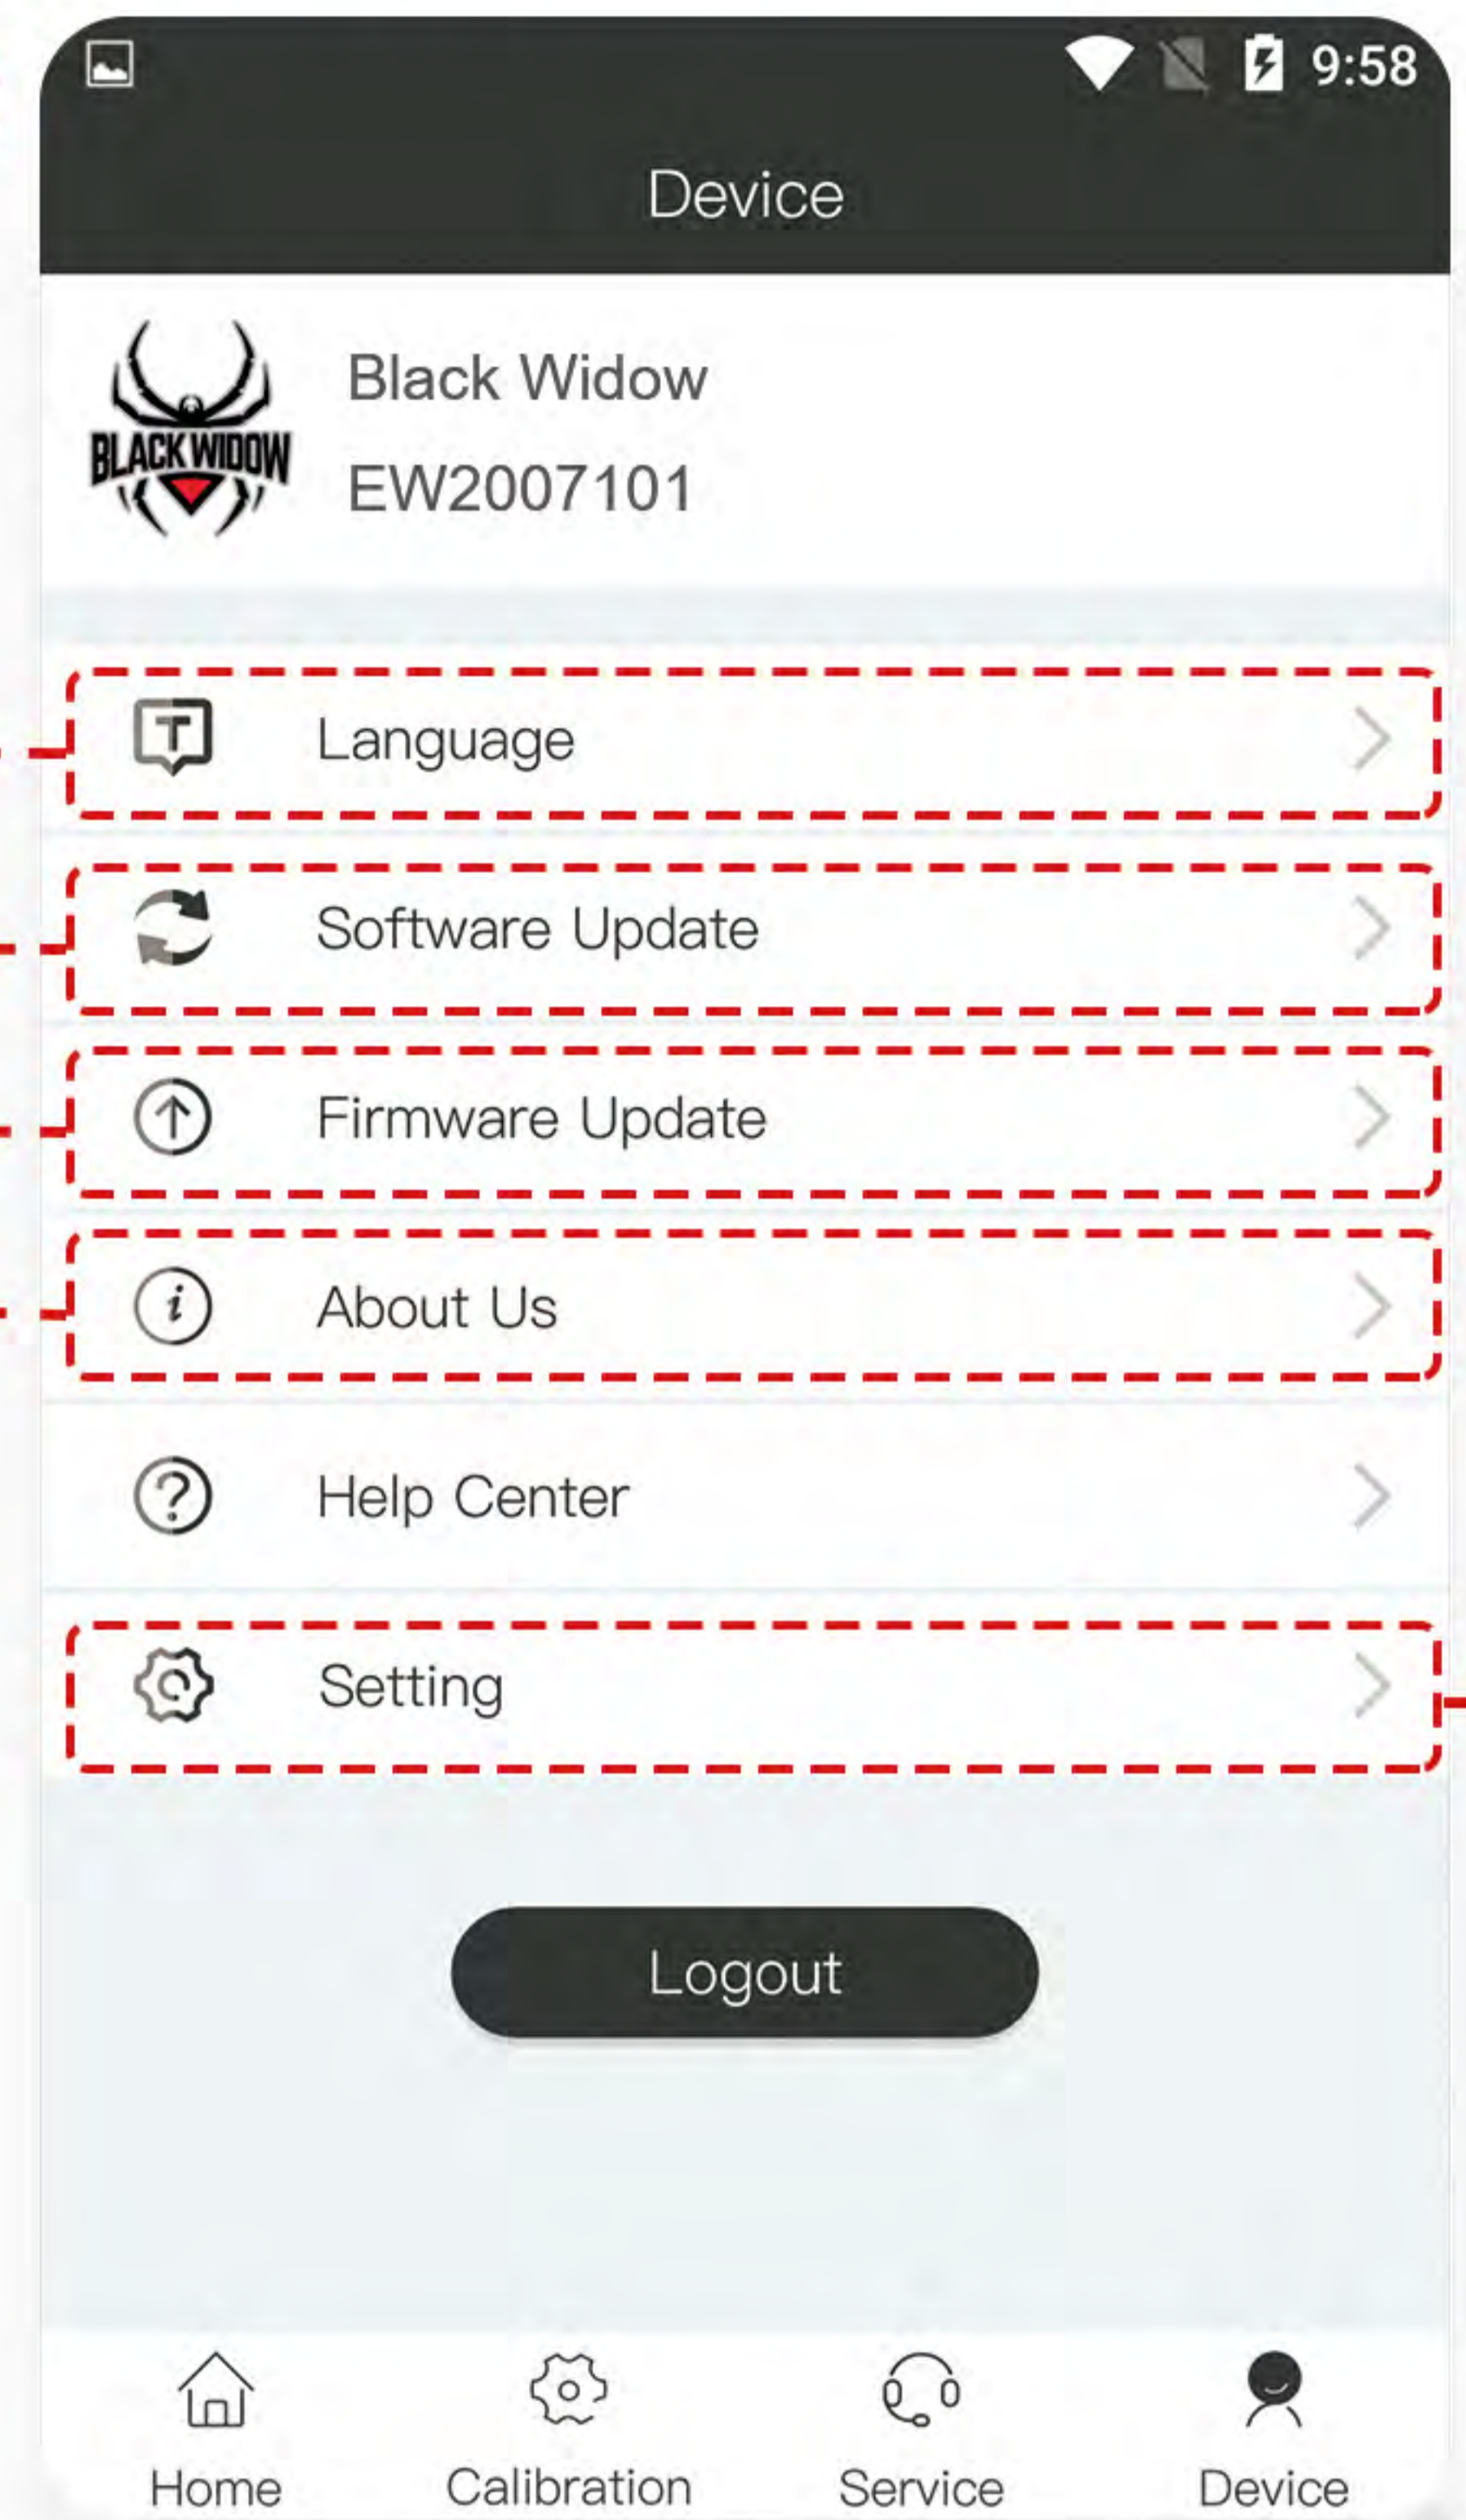 9:58
Device
BLACK WIDOW
Black Widow
EW2007101
T
Language
Software Update
Firmware Update
i
About Us
?
Help Center
Setting
Logout
Home
Calibration
Service
Device